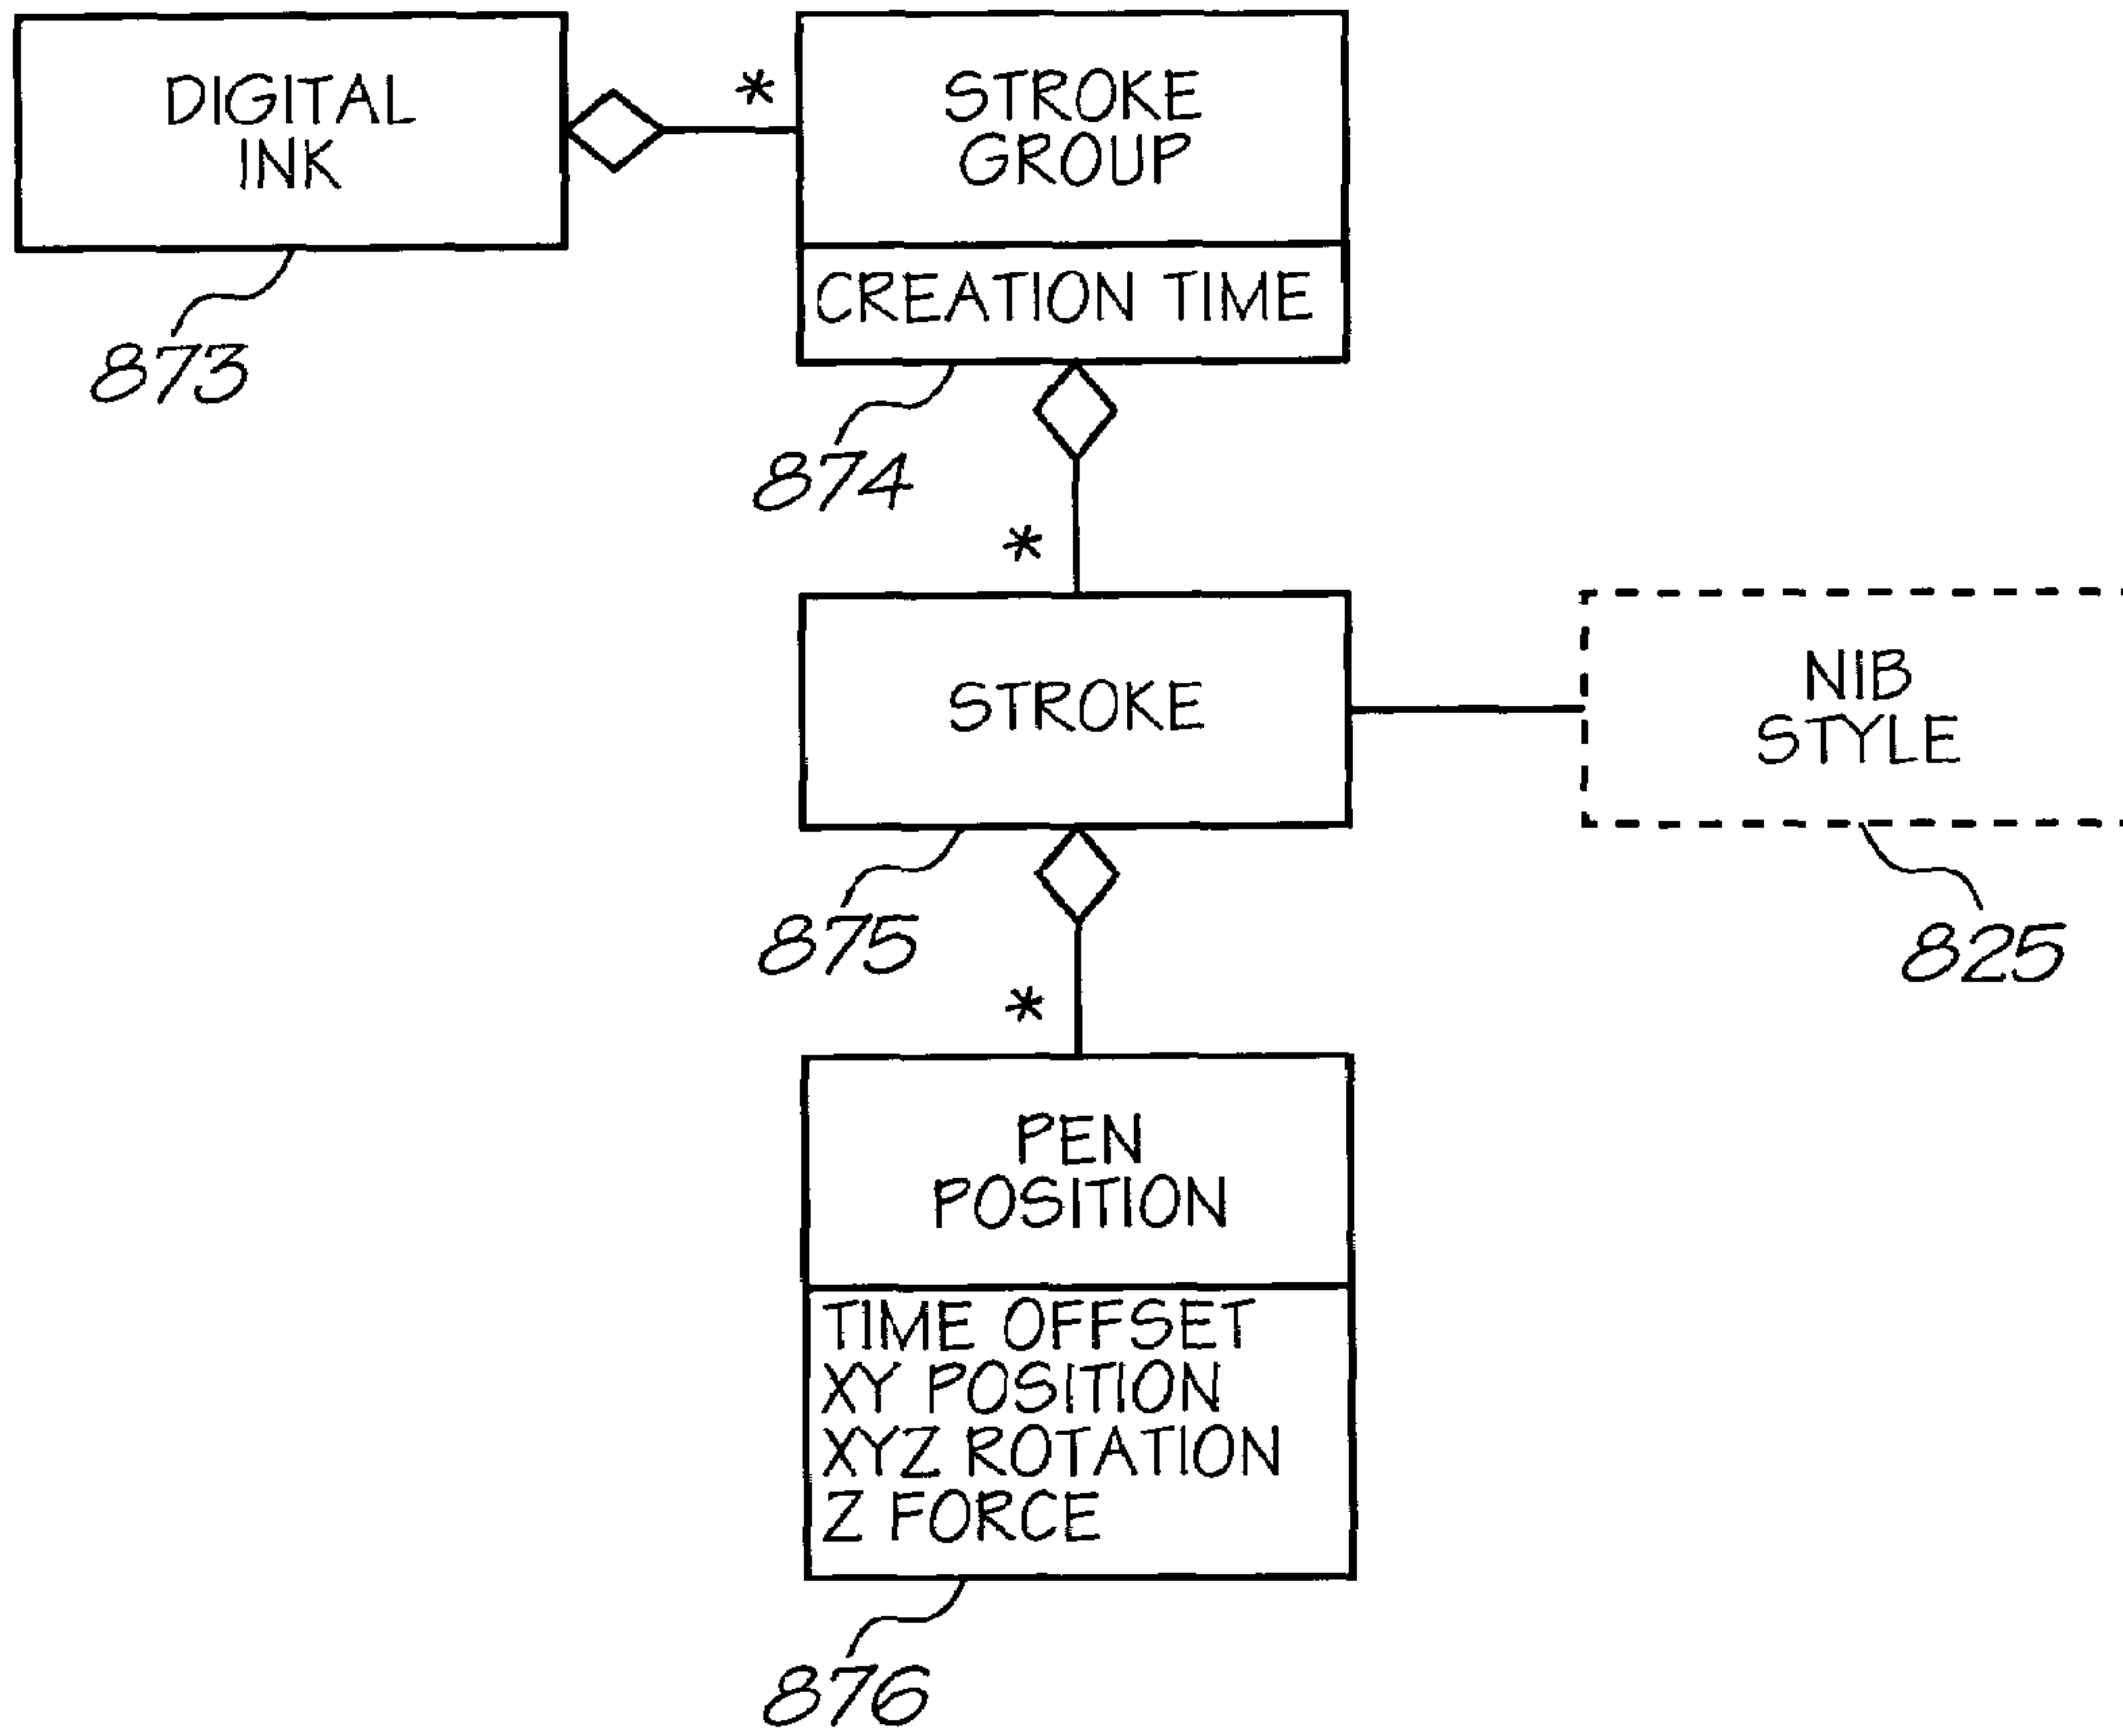 DIGITAL
INK
*
STROKE
GROUP
CREATION TIME
873
874
*
STROKE
NIB
STYLE
875
825
*
PEN
POSITION
TIME OFFSET
XY POSITION
XYZ ROTATION
Z FORCE
876